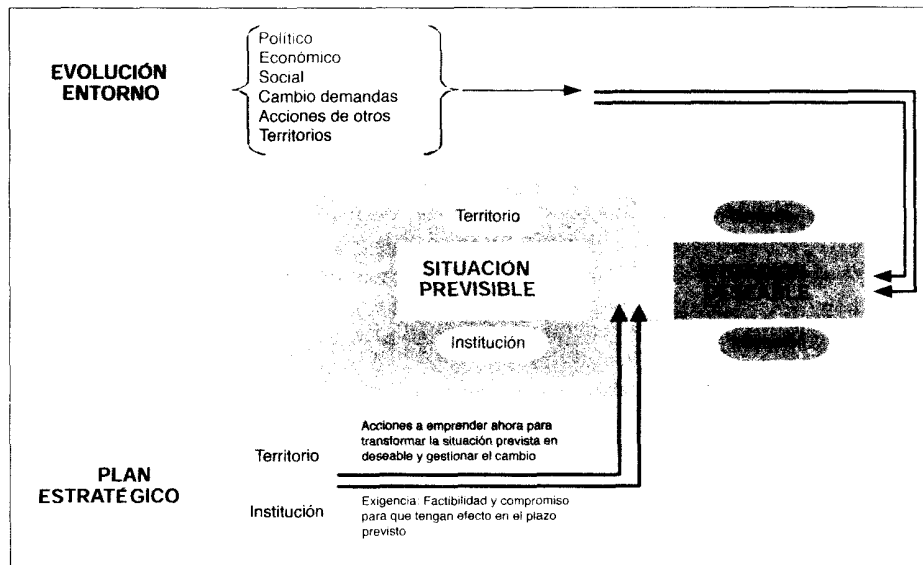 EVOLUCIÓN
ENTORNO
Político
Económico
Social
Cambio demandas
Acciones de otros
Territorios
Territorio
SITUACIÓN
PREVISIBLE
Institución
PLAN
ESTRATÉGICO
Territorio
Institución
Acciones a emprender ahora para
transformar la situación prevista en
deseable y gestionar el cambio
Exigencia: Factibilidad y compromiso
para que tengan efecto en el plazo
previsto